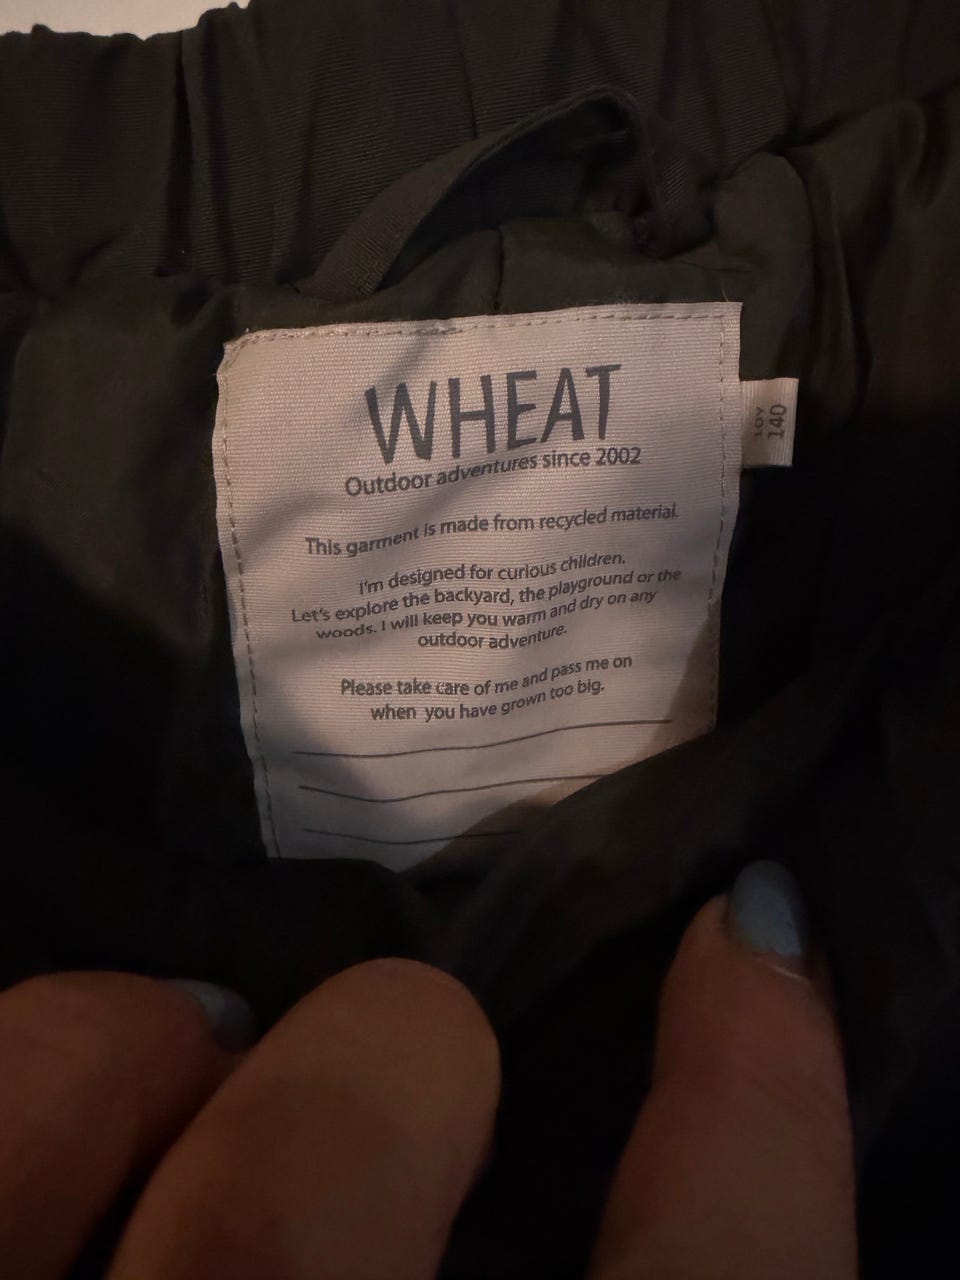 WHEAT
Outdoor adventures since 2002
This garment is made from recycled material.
I'm designed for curious children.
Let's explore the backyard, the playground or the
woods. I will keep you warm and dry on any
outdoor adventure.
Please take care of me and pass me on
when you have grown too big.
10Y
140